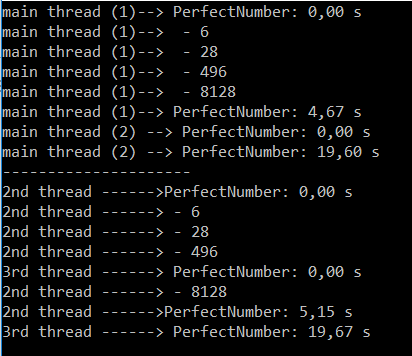 main thread (1)--> PerfectNumber: 0,00 s
main thread (1)-->  - 6
main thread (1)-->  - 28
main thread (1)-->  - 496
main thread (1)-->  - 8128
main thread (1)--> PerfectNumber: 4,67 s
main thread (2) --> PerfectNumber: 0,00 s
main thread (2) --> PerfectNumber: 19,60 s
---------------------
2nd thread ------>PerfectNumber: 0,00 s
2nd thread ------> - 6
2nd thread ------> - 28
2nd thread ------> - 496
3rd thread ------> PerfectNumber: 0,00 s
2nd thread ------> - 8128
2nd thread ------>PerfectNumber: 5,15 s
3rd thread ------> PerfectNumber: 19,67 s